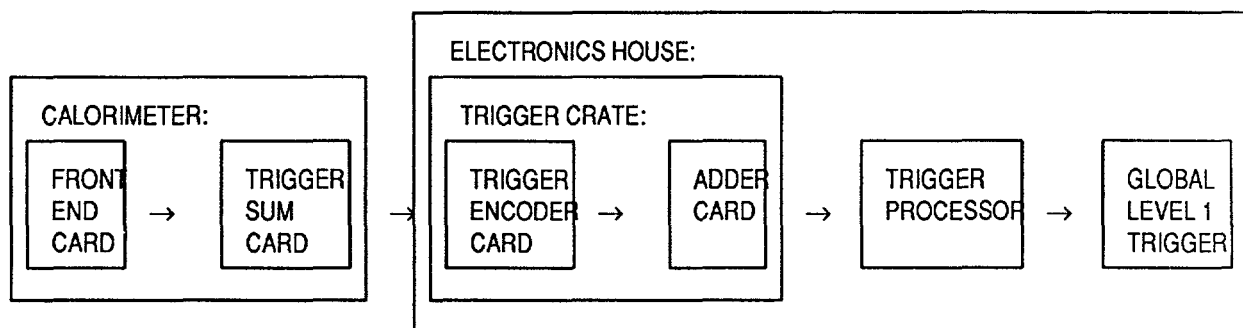 ELECTRONICS HOUSE:
CALORIMETER:
FRONT
END
CARD
→
TRIGGER
SUM
CARD
→
TRIGGER CRATE:
TRIGGER
ENCODER
CARD
→
ADDER
CARD
→
TRIGGER
PROCESSOR
→
GLOBAL
LEVEL 1
TRIGGER